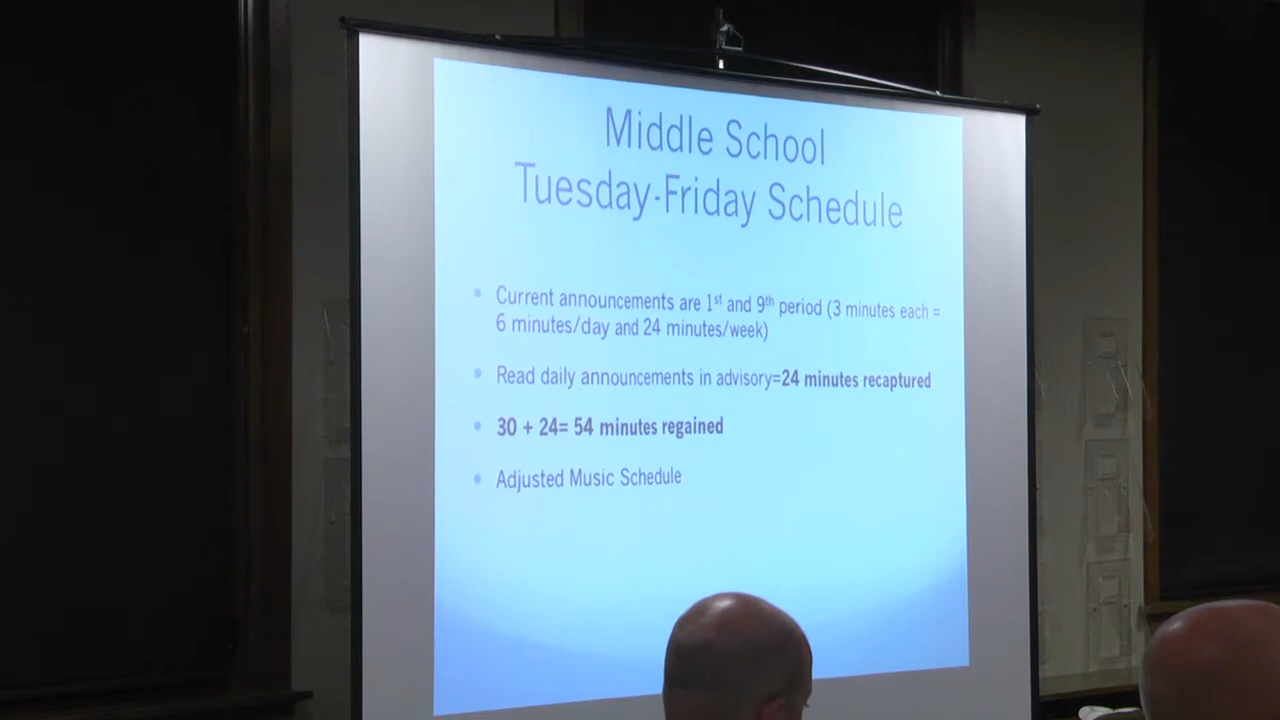 Middle School
Tuesday-Friday Schedule
• Current announcements are 1st and 9th period (3 minutes each =
6 minutes/day and 24 minutes/week)
• Read daily announcements in advisory=24 minutes recaptured
• 30 + 24= 54 minutes regained
• Adjusted Music Schedule